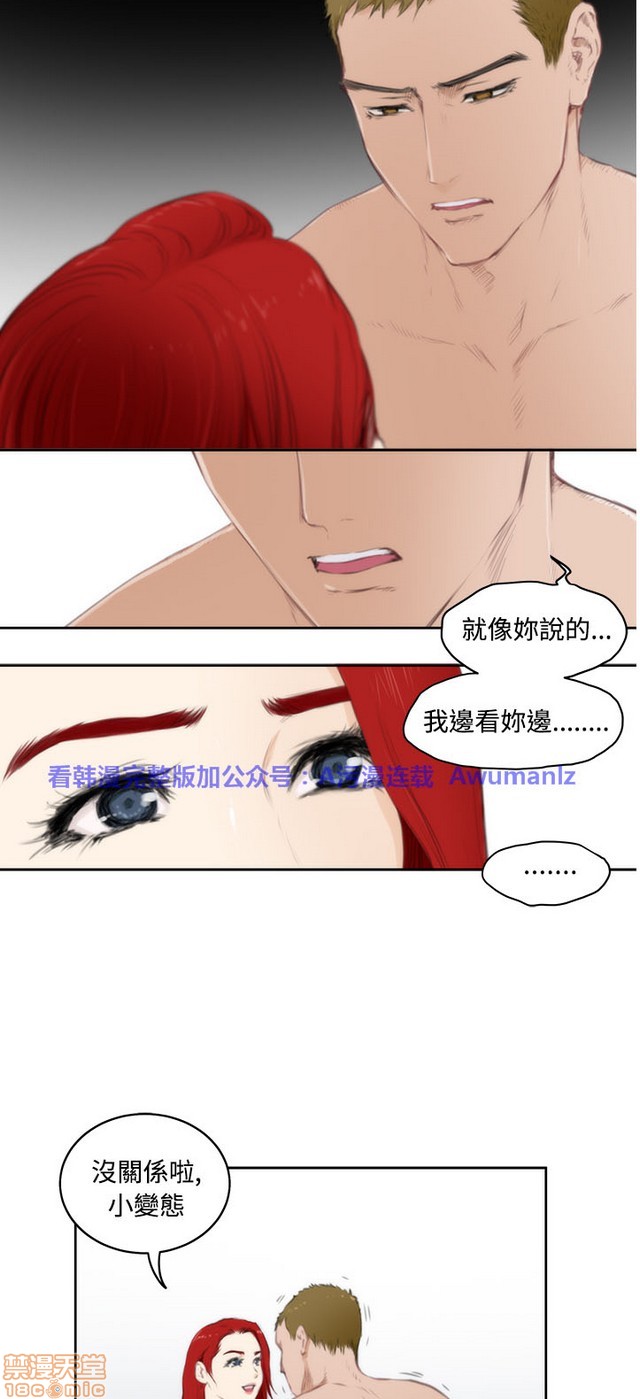 就像妳說的...
我邊看妳邊........
看韩漫完整版加公众号：A河漫连载 Awumanlz
.......
沒關係啦,
小變態
禁漫天堂
18comic